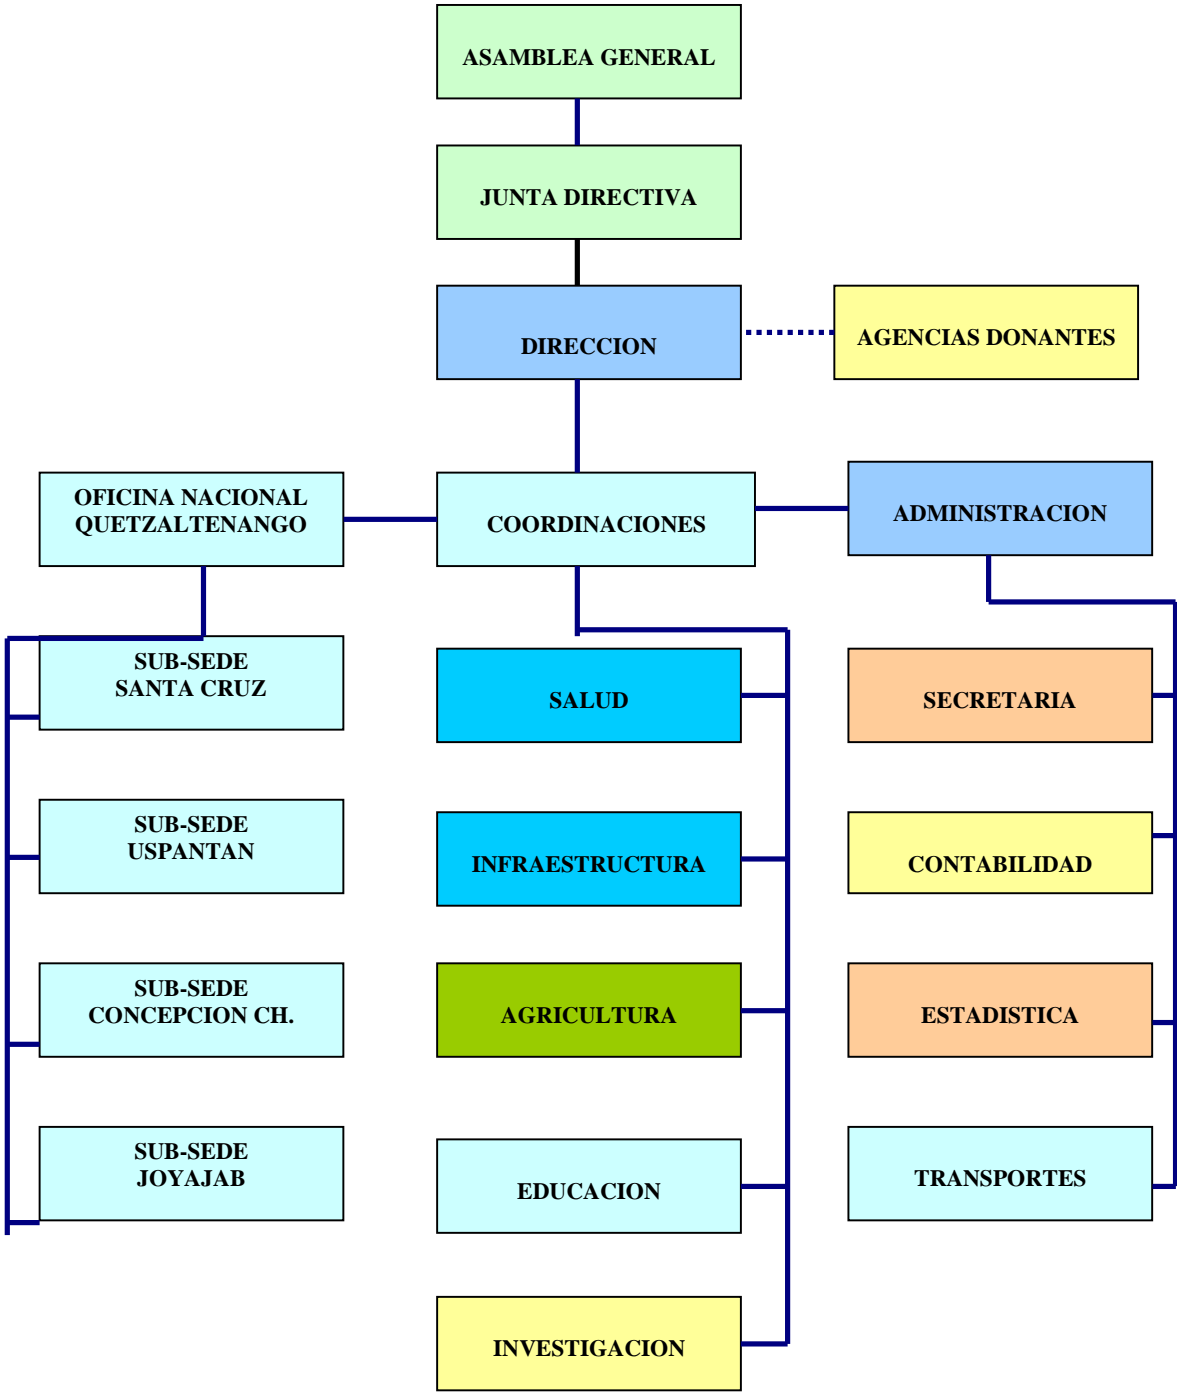 ASAMBLEA GENERAL
JUNTA DIRECTIVA
DIRECCION
AGENCIAS DONANTES
OFICINA NACIONAL
QUETZALTENANGO
COORDINACIONES
ADMINISTRACION
SUB-SEDE
SANTA CRUZ
SUB-SEDE
USPANTAN
SUB-SEDE
CONCEPCION CH.
SUB-SEDE
JOYAJAB
SALUD
INFRAESTRUCTURA
AGRICULTURA
EDUCACION
INVESTIGACION
SECRETARIA
CONTABILIDAD
ESTADISTICA
TRANSPORTES